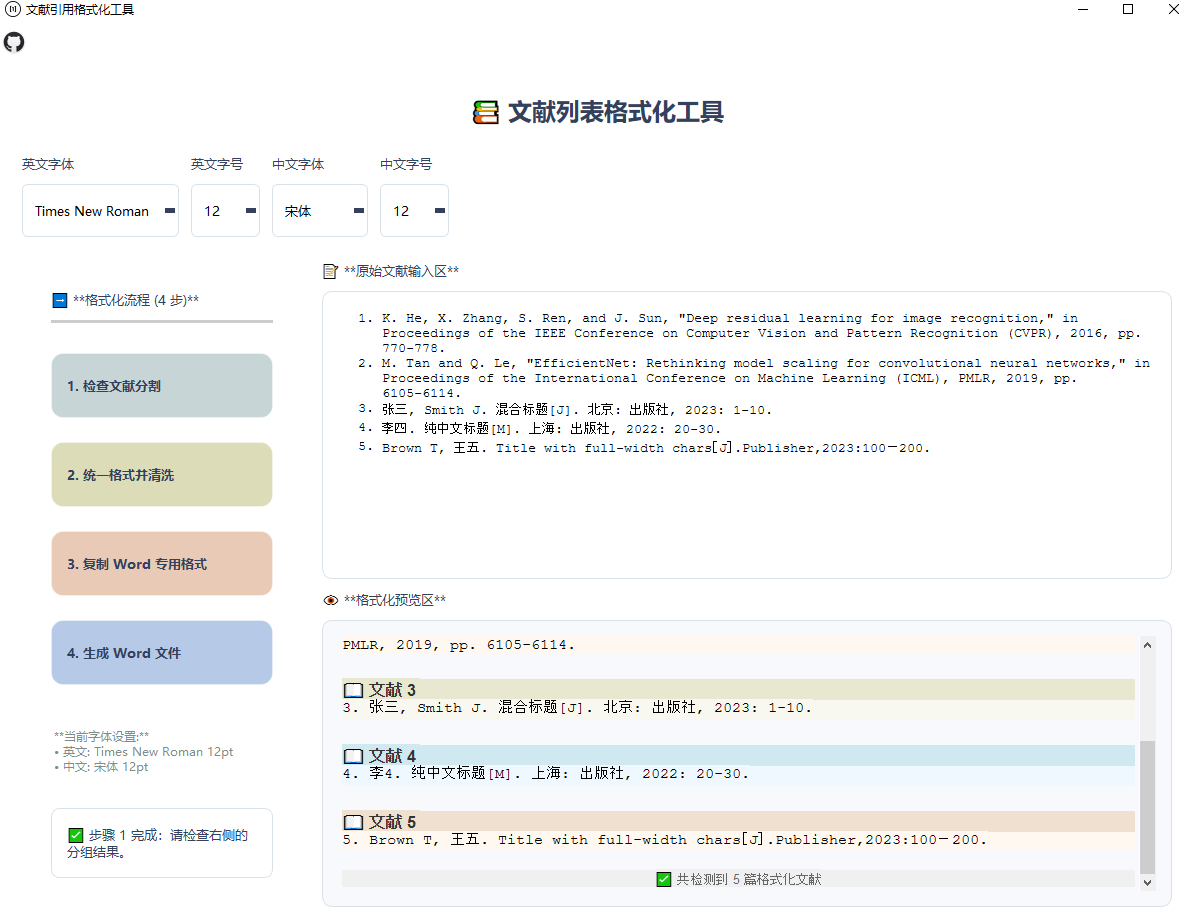 文献引用格式化工具
文献列表格式化工具
英文字体
英文字号
中文字体
中文字号
Times New Roman
12
宋体
12
**格式化流程 (4 步)**
1. 检查文献分割
2. 统一格式并清洗
3. 复制 Word 专用格式
4. 生成 Word 文件
**当前字体设置:**
• 英文: Times New Roman 12pt
• 中文: 宋体 12pt
✅ 步骤 1 完成：请检查右侧的
分组结果。
**原始文献输入区**
1. K. He, X. Zhang, S. Ren, and J. Sun, "Deep residual learning for image recognition," in
Proceedings of the IEEE Conference on Computer Vision and Pattern Recognition (CVPR), 2016, pp.
770-778.
2. M. Tan and Q. Le, "EfficientNet: Rethinking model scaling for convolutional neural networks," in
Proceedings of the International Conference on Machine Learning (ICML), PMLR, 2019, pp.
6105-6114.
3. 张三, Smith J. 混合标题[J]. 北京: 出版社, 2023: 1-10.
4. 李四. 纯中文标题[M]. 上海: 出版社, 2022: 20-30.
5. Brown T, 王五. Title with full-width chars［J］.Publisher,2023:100－200.
**格式化预览区**
PMLR, 2019, pp. 6105-6114.
文献 3
3. 张三, Smith J. 混合标题[J]. 北京: 出版社, 2023: 1-10.
文献 4
4. 李4. 纯中文标题[M]. 上海: 出版社, 2022: 20-30.
文献 5
5. Brown T, 王五. Title with full-width chars［J］.Publisher,2023:100－200.
✅ 共检测到 5 篇格式化文献